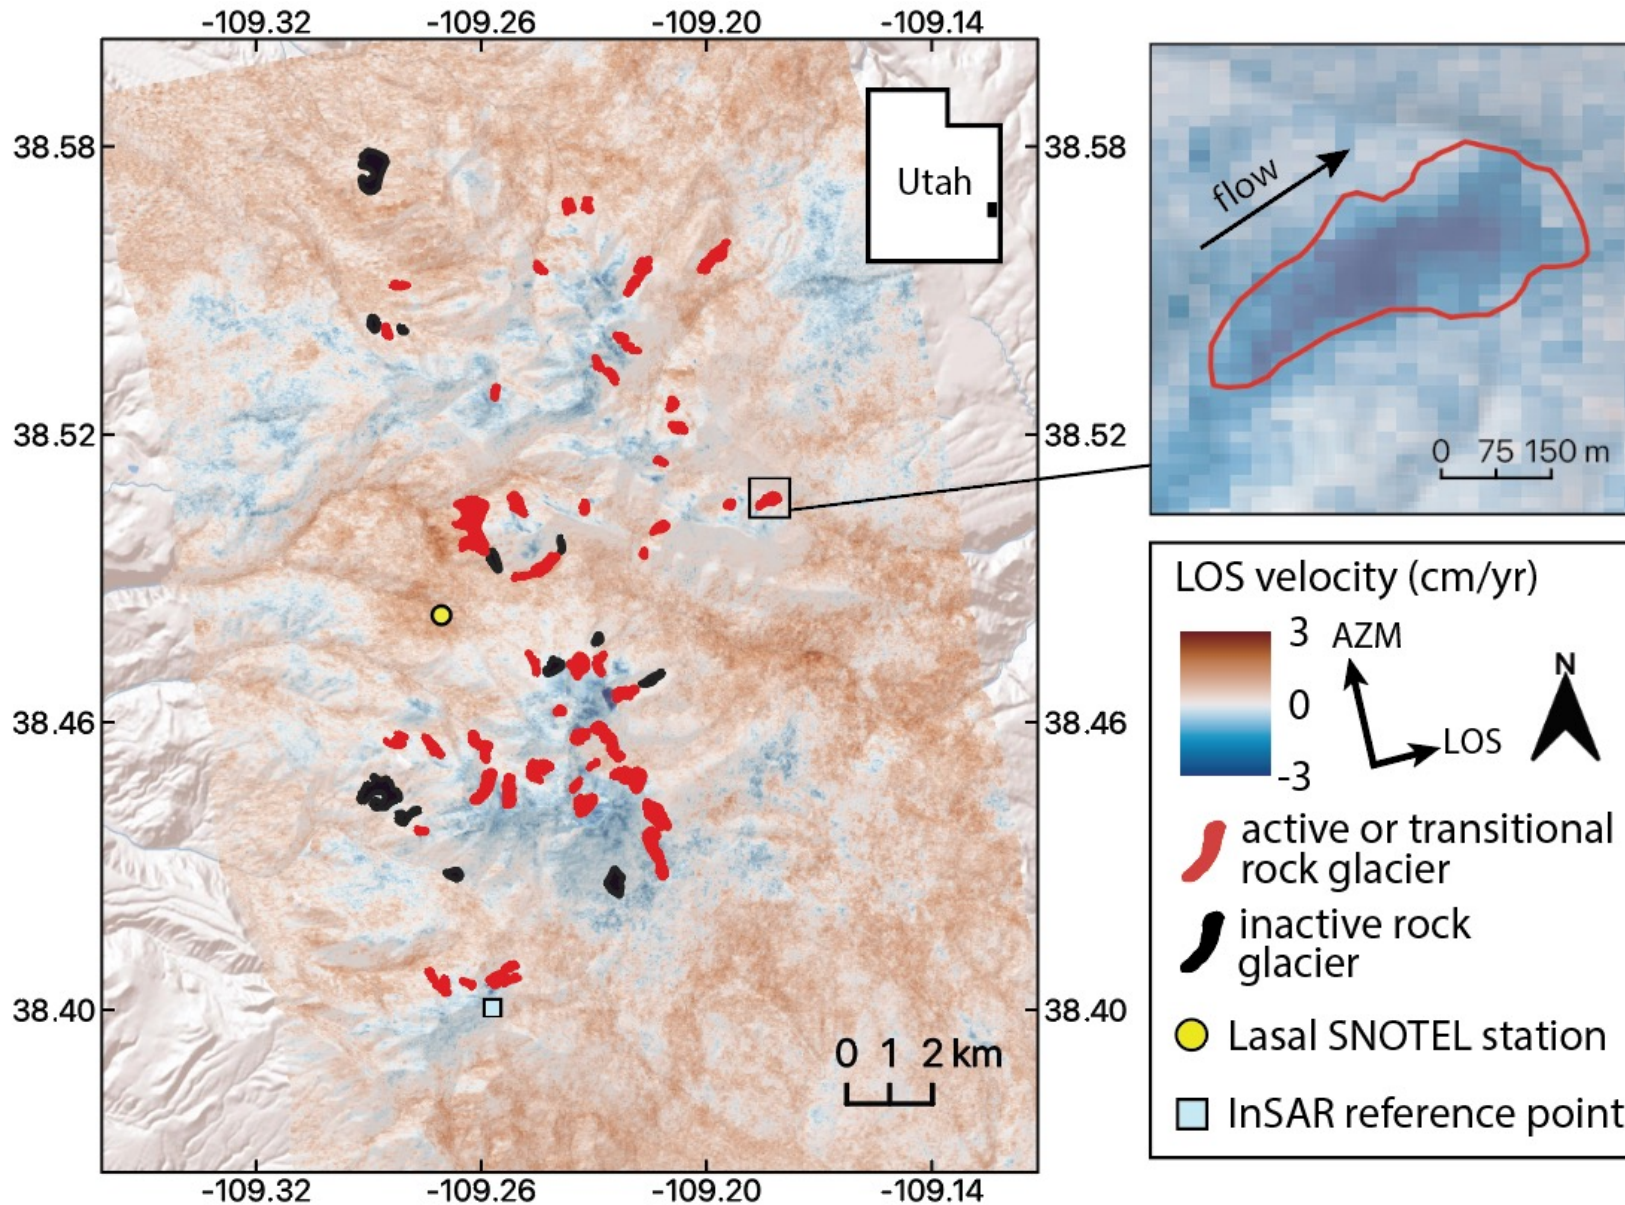 -109.32 -109.26 -109.20 -109.14
38.58
38.52
38.46
38.40
Utah
0 1 2 km
38.58
38.52
38.46
38.40
-109.32 -109.26 -109.20 -109.14
flow
0 75 150 m
LOS velocity (cm/yr)
3
0
-3
AZM
LOS
N
active or transitional
rock glacier
inactive rock
glacier
Lasal SNOTEL station
InSAR reference point